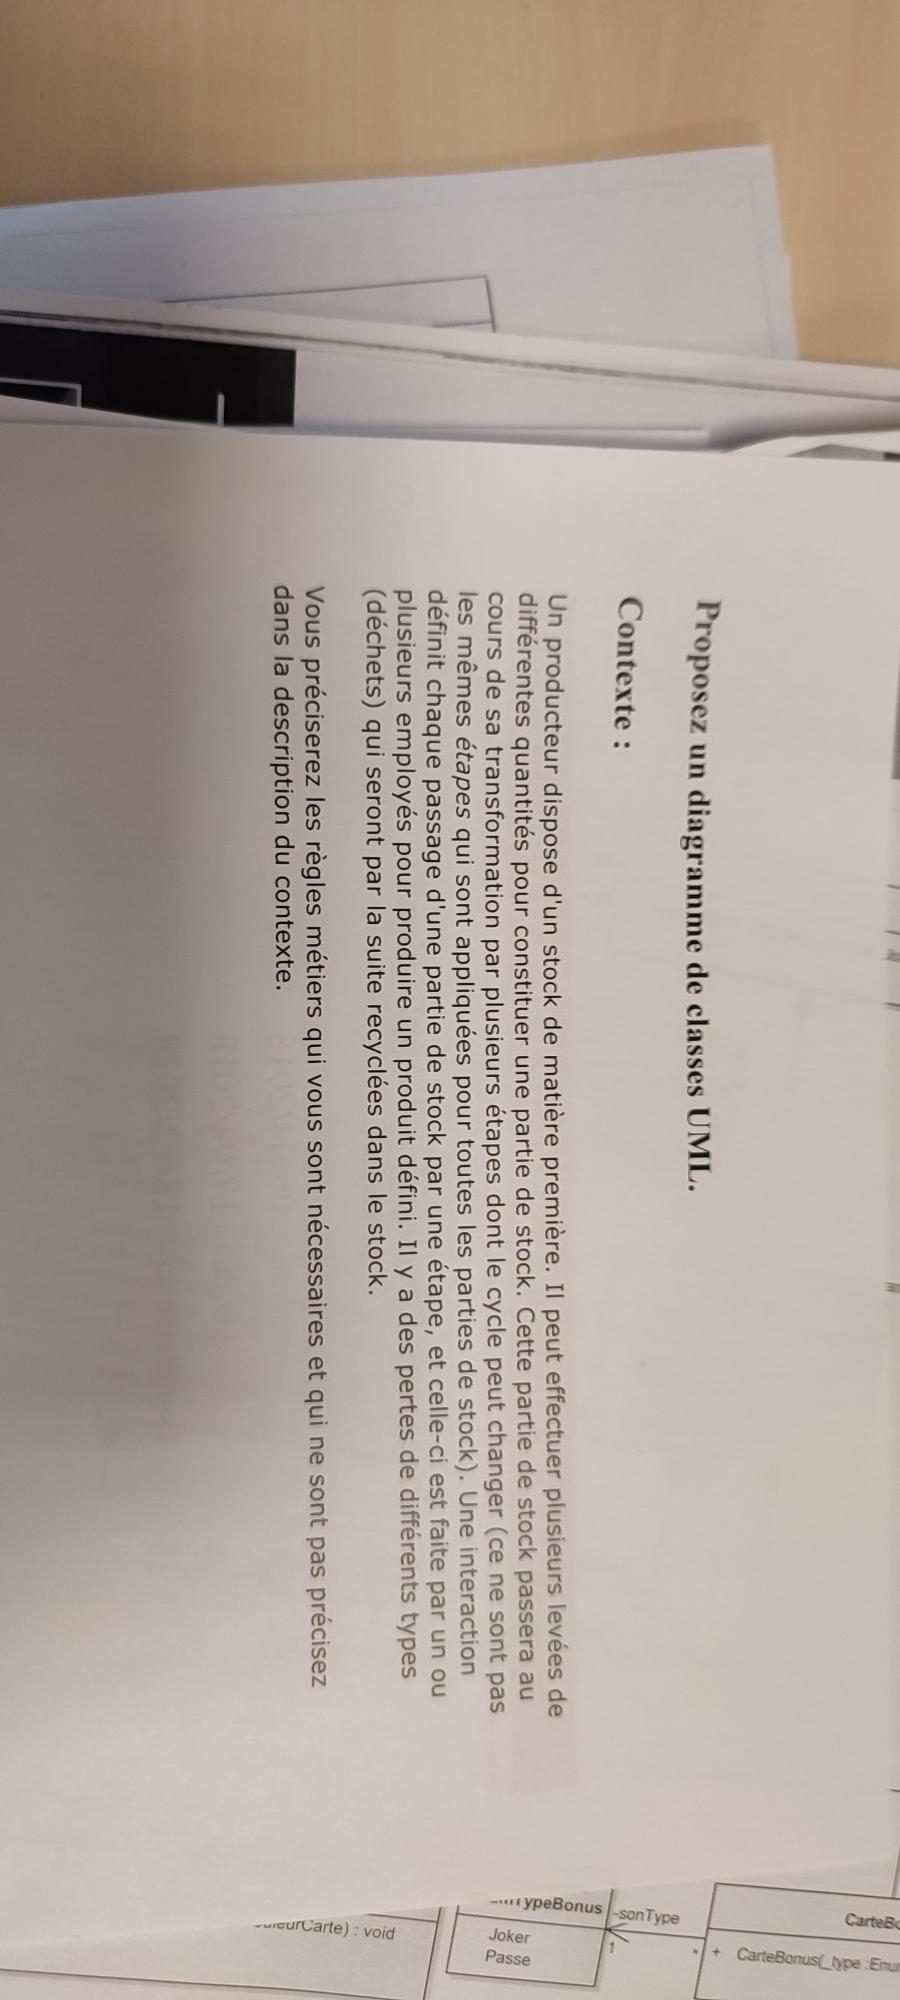 Proposez un diagramme de classes UML.
Contexte :
Un producteur dispose d'un stock de matière première. Il peut effectuer plusieurs levées de
différentes quantités pour constituer une partie de stock. Cette partie de stock passera au
cours de sa transformation par plusieurs étapes dont le cycle peut changer (ce ne sont pas
les mêmes étapes qui sont appliquées pour toutes les parties de stock). Une interaction
définit chaque passage d'une partie de stock par une étape, et celle-ci est faite par un ou
plusieurs employés pour produire un produit défini. Il y a des pertes de différents types
(déchets) qui seront par la suite recyclées dans le stock.
Vous préciserez les règles métiers qui vous sont nécessaires et qui ne sont pas précisez
dans la description du contexte.
CarteBo
+ CarteBonus(_type :Enu
-sonType
1
*
TypeBonus
Joker
Passe
eurCarte) : void